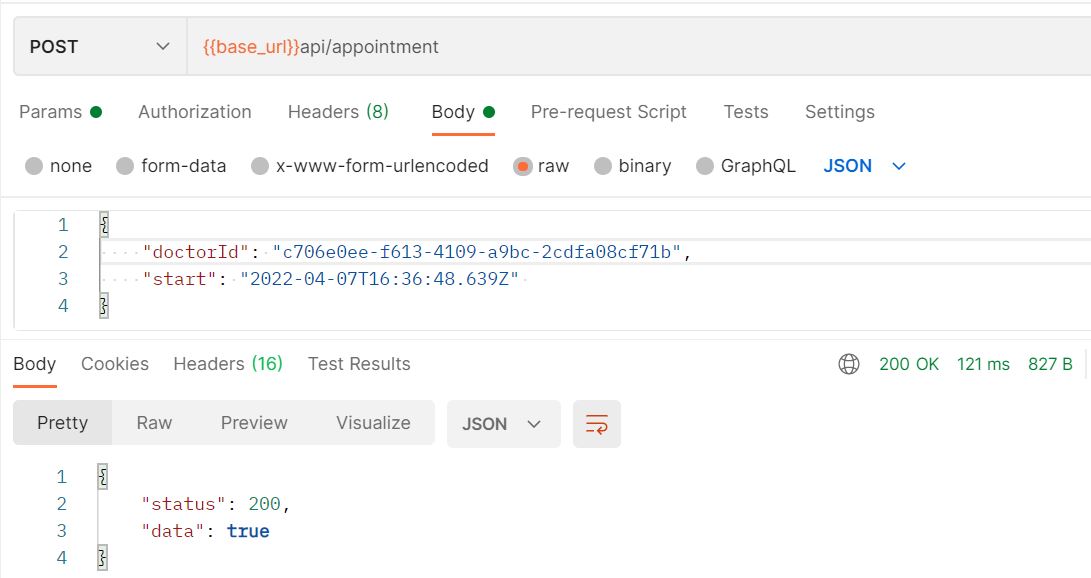 POST {{base_url}}api/appointment
Params Authorization Headers (8) Body Pre-request Script Tests Settings
none form-data x-www-form-urlencoded raw binary GraphQL JSON
1 {
2 "doctorId": "c706e0ee-f613-4109-a9bc-2cdfa08cf71b",
3 "start": "2022-04-07T16:36:48.639Z"
4 }
Body Cookies Headers (16) Test Results 200 OK 121 ms 827 B
Pretty Raw Preview Visualize JSON
1 {
2 "status": 200,
3 "data": true
4 }